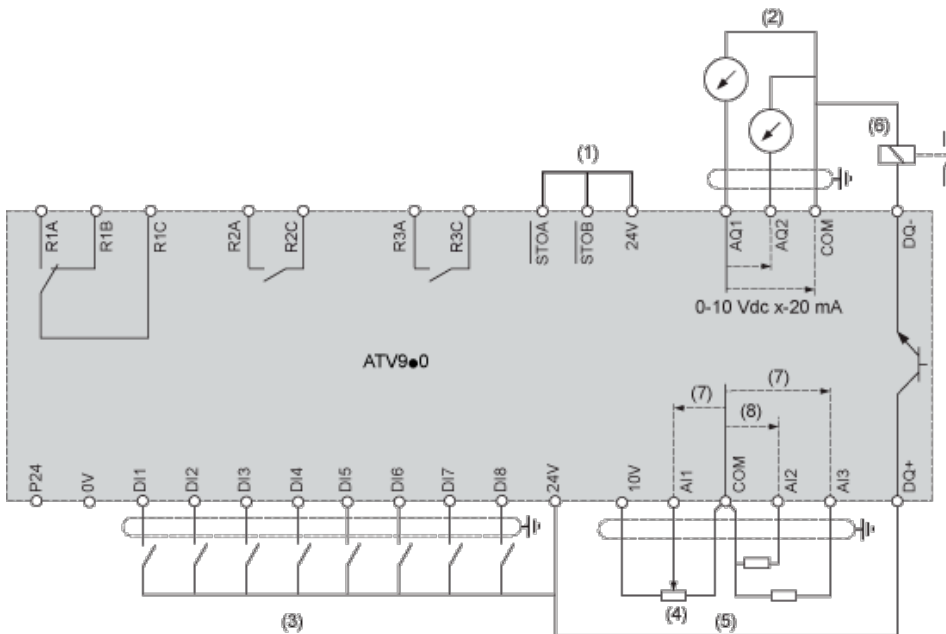 (2)
(6)
(1)
R1A
R1B
R1C
R2A
R2C
R3A
R3C
STOA
STOB
24V
AQ1
AQ2
COM
DQ-
0-10 Vdc x-20 mA
ATV9●0
(7)
(7)
(8)
P24
0V
DI1
DI2
DI3
DI4
DI5
DI6
DI7
DI8
24V
10V
AI1
COM
AI2
AI3
DQ+
(3)
(4)
(5)